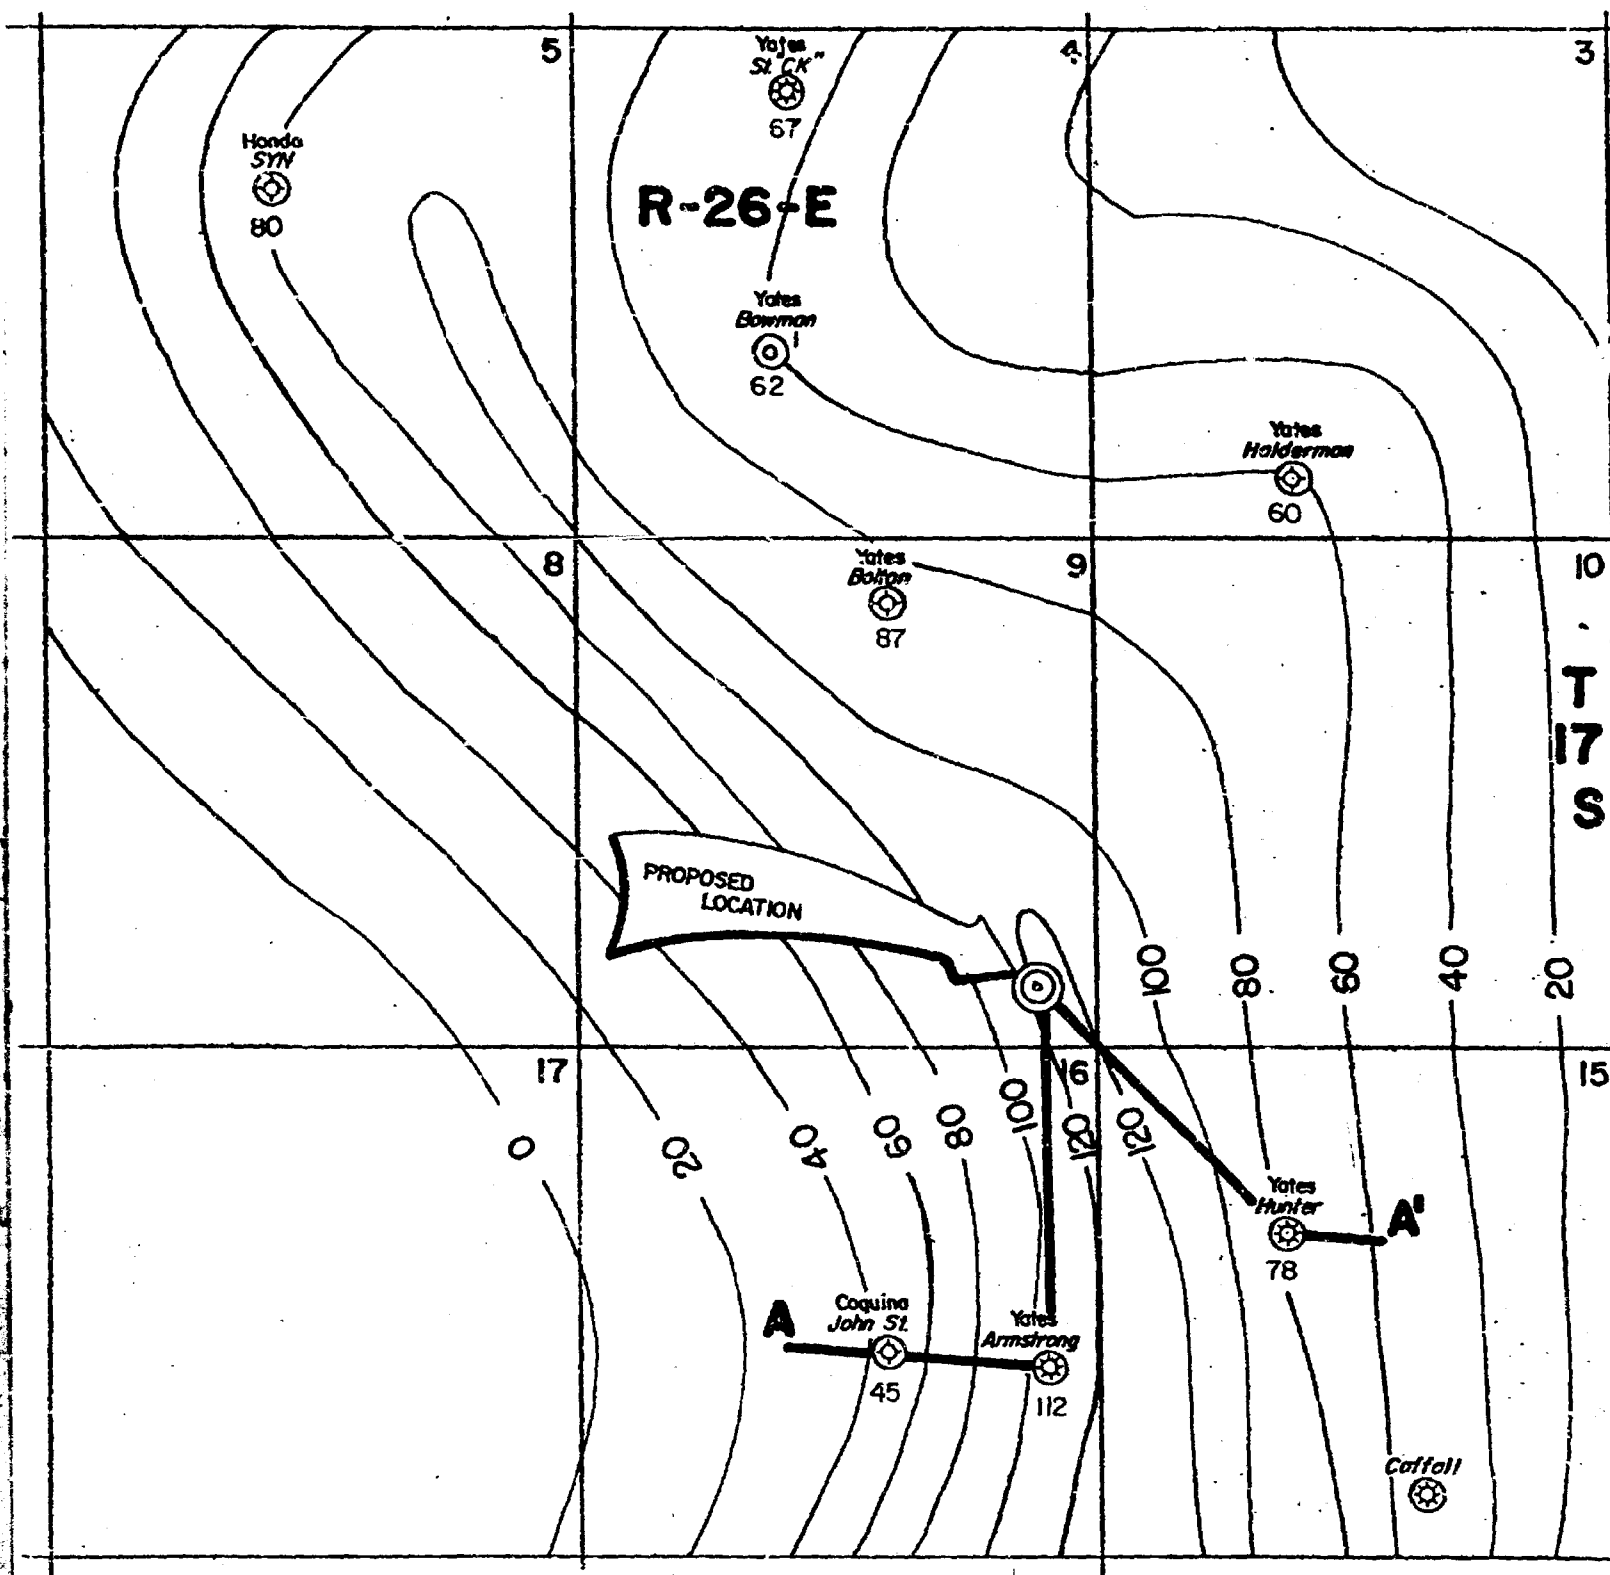 5
Yates
St. "CK"
67
4
3
Honda
SYN
80
R-26-E
Yates
Bowman
1
62
Yates
Halderman
60
8
Yates
Bolton
87
9
10
T
17
S
PROPOSED
LOCATION
100
80
60
40
20
17
16
15
0
20
40
60
80
100
120
120
Yates
Hunter
78
A'
A
Coquina
John St.
45
Yates
Armstrong
112
Caffall